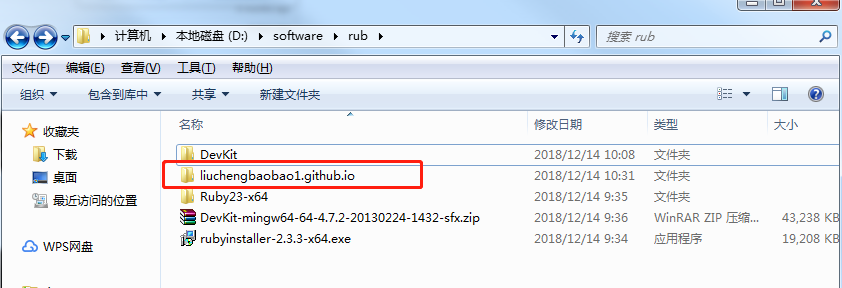 计算机 本地磁盘 (D:) software rub 搜索 rub
文件(F) 编辑(E) 查看(V) 工具(T) 帮助(H)
组织 包含到库中 共享 新建文件夹
收藏夹
下载
桌面
最近访问的位置
WPS网盘
名称 修改日期 类型 大小
DevKit 2018/12/14 10:08 文件夹
liuchengbaobao1.github.io 2018/12/14 10:31 文件夹
Ruby23-x64 2018/12/14 9:35 文件夹
DevKit-mingw64-64-4.7.2-20130224-1432-sfx.zip 2018/12/14 9:36 WinRAR ZIP 压缩... 43,238 KB
rubyinstaller-2.3.3-x64.exe 2018/12/14 9:34 应用程序 19,208 KB